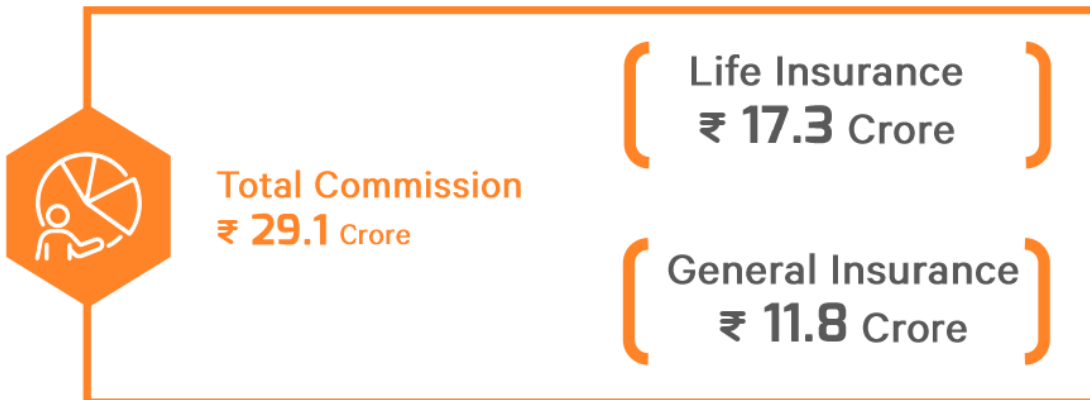 Total Commission
₹ 29.1 Crore
Life Insurance
₹ 17.3 Crore
General Insurance
₹ 11.8 Crore